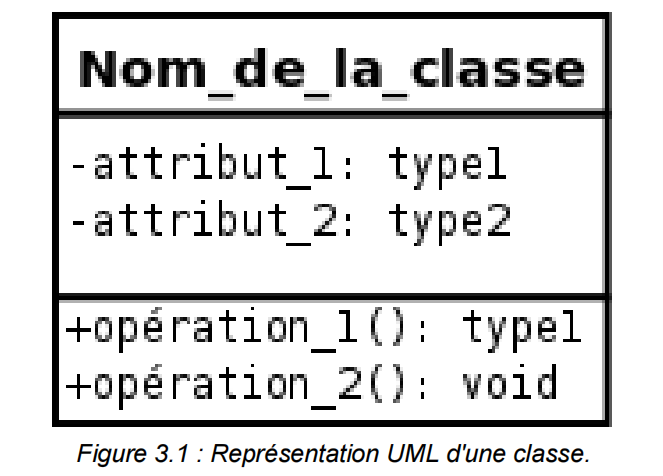 Nom_de_la_classe
-attribut_1: type1
-attribut_2: type2
+opération_1(): type1
+opération_2(): void
Figure 3.1 : Représentation UML d'une classe.